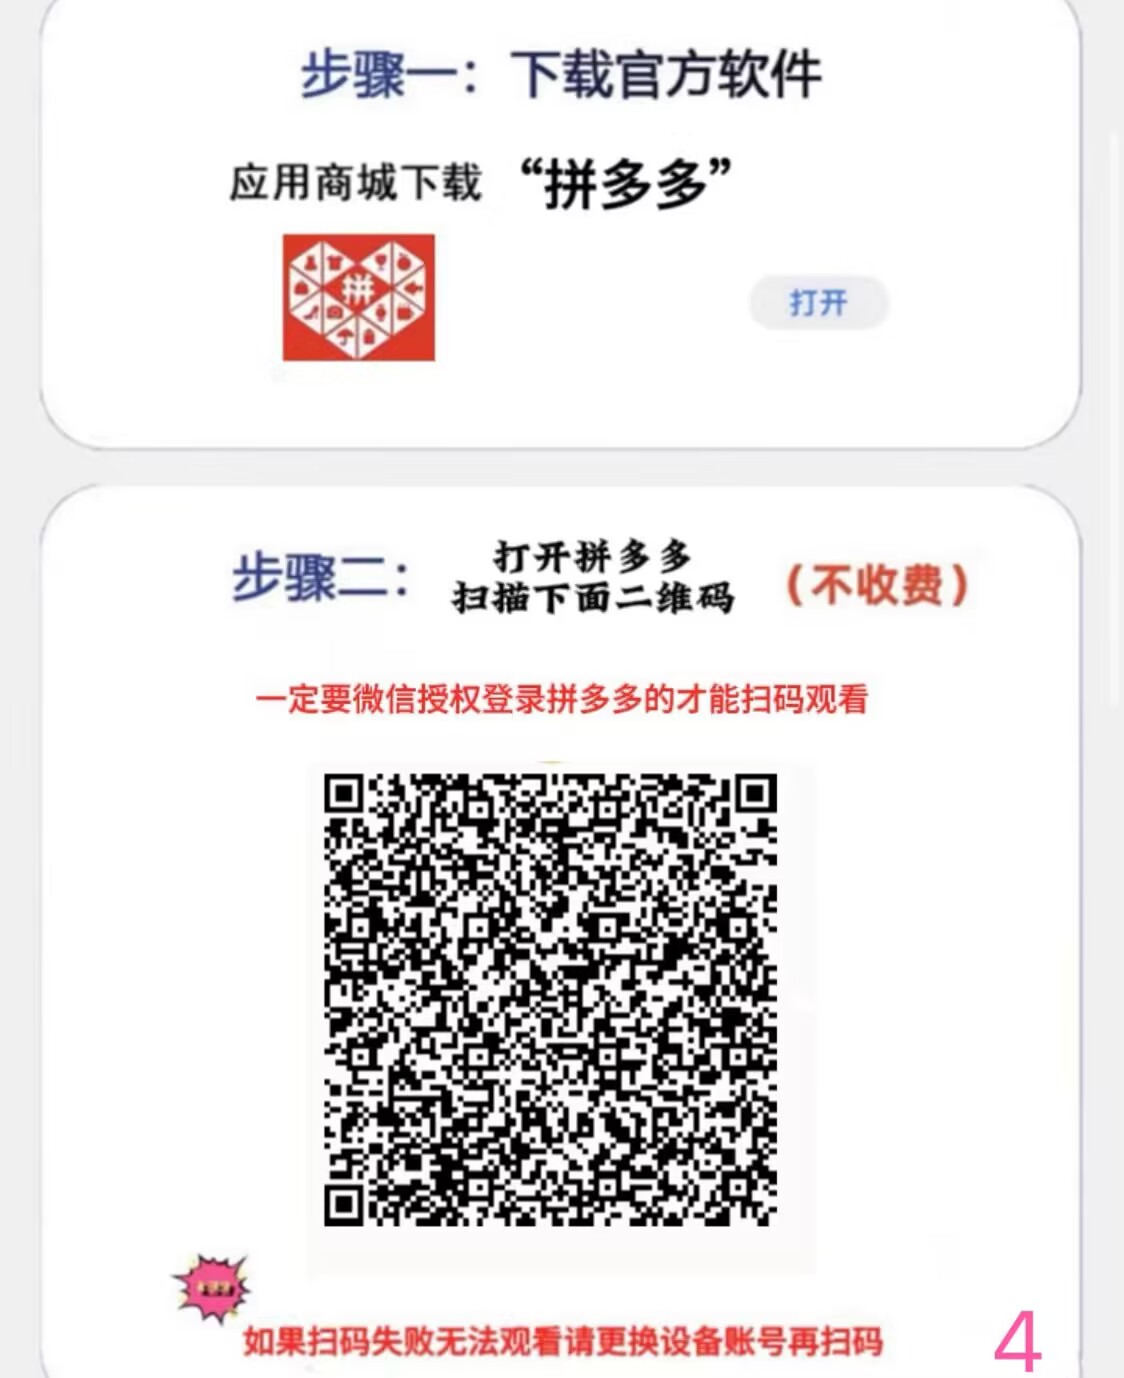 步骤一：下载官方软件
应用商城下载 “拼多多”
拼
打开
步骤二：
打开拼多多
扫描下面二维码
（不收费）
一定要微信授权登录拼多多的才能扫码观看
如果扫码失败无法观看请更换设备账号再扫码
4